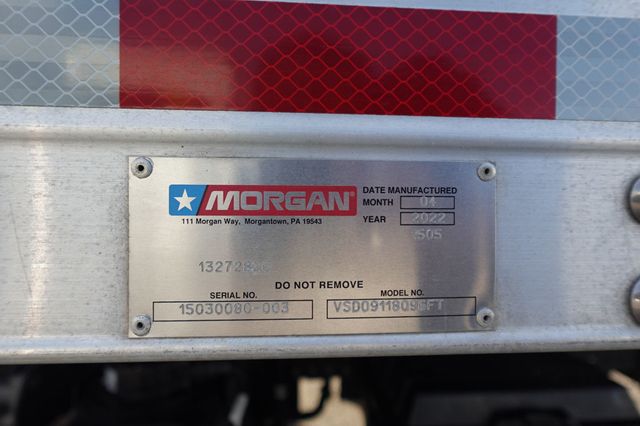 MORGAN®
111 Morgan Way, Morgantown, PA 19543
DATE MANUFACTURED
MONTH 04
YEAR 2022
505
DO NOT REMOVE
SERIAL NO.
15030080-003
MODEL NO.